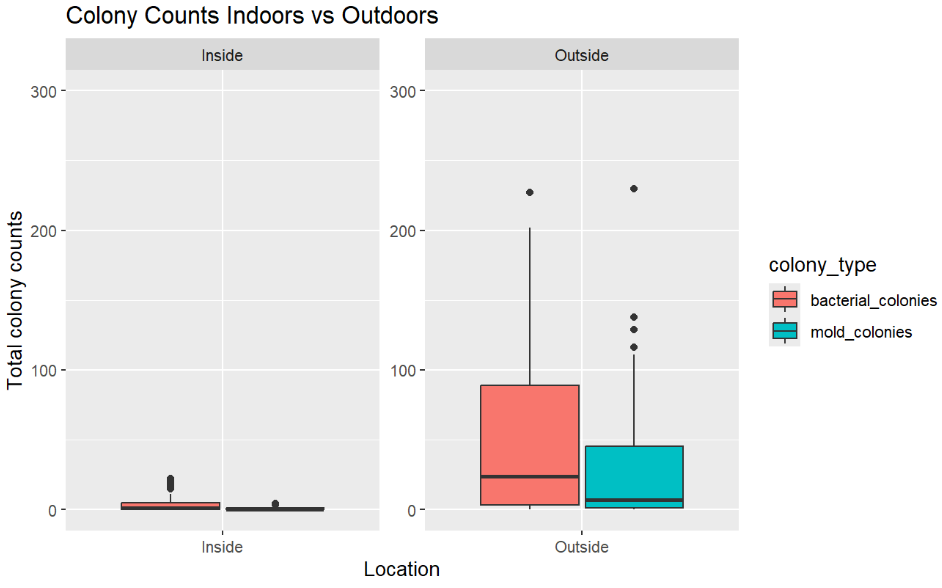 Colony Counts Indoors vs Outdoors
Inside
Outside
Total colony counts
300
200
100
0
300
200
100
0
Inside
Outside
Location
colony_type
bacterial_colonies
mold_colonies